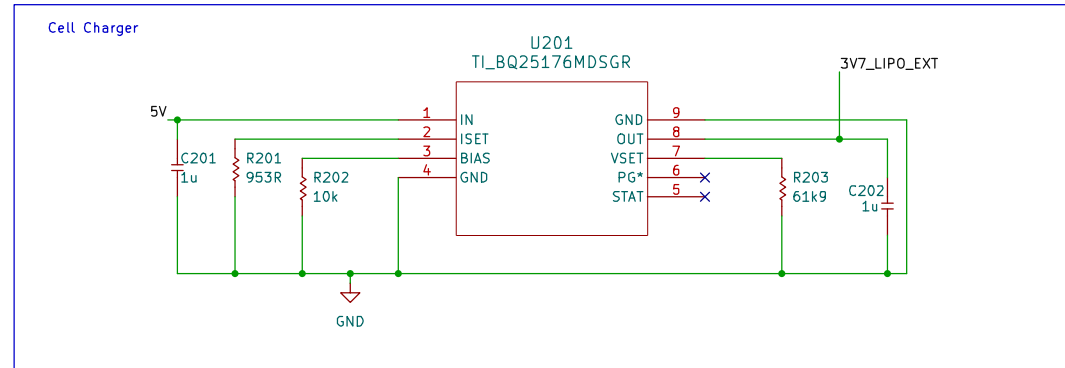 Cell Charger
U201
TI_BQ25176MDSGR
3V7_LIPO_EXT
5V
1
IN
GND
9
2
ISET
OUT
8
3
BIAS
VSET
7
4
GND
PG*
6
STAT
5
C201
1u
R201
953R
R202
10k
R203
61k9
C202
1u
GND